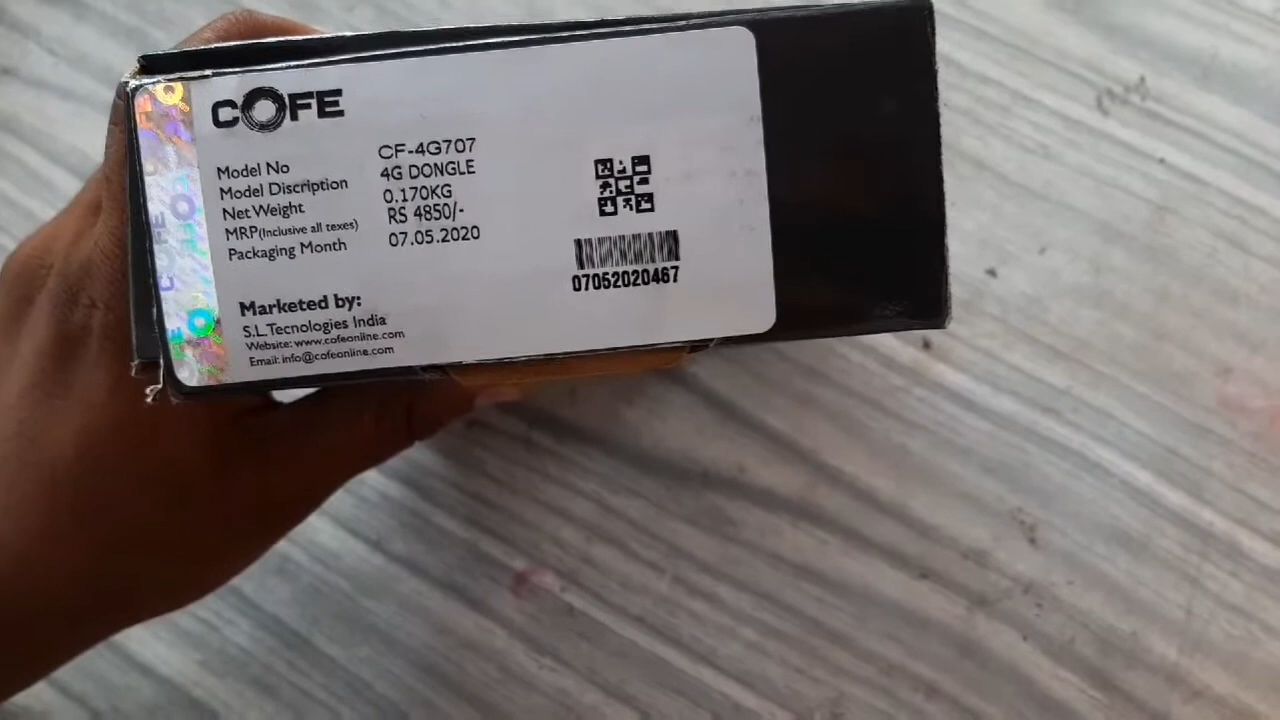 COFE
Model No CF-4G707
Model Discription 4G DONGLE
Net Weight 0.170KG
MRP(Inclusive all texes) RS 4850/-
Packaging Month 07.05.2020
07052020467
Marketed by:
S.L.Tecnologies India
Website: www.cofeonline.com
Email: info@cofeonline.com